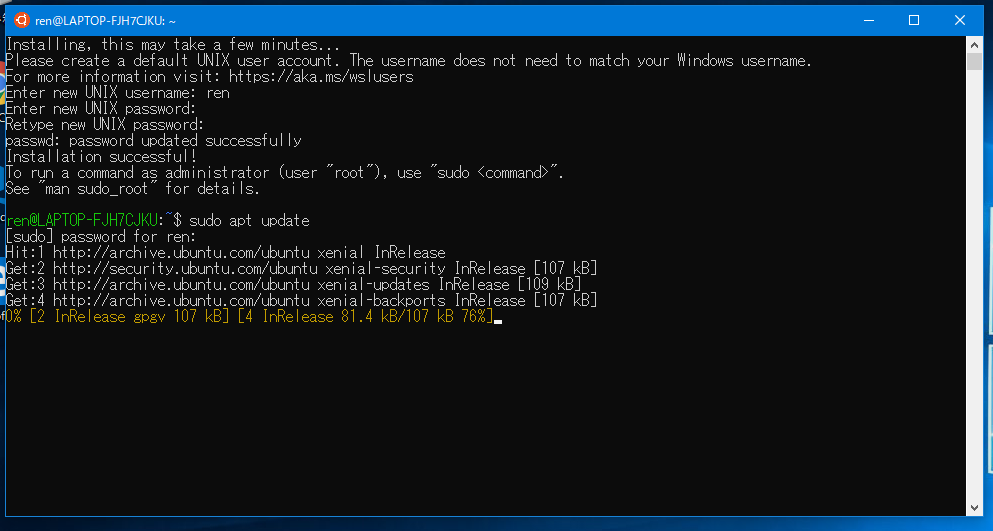 ren@LAPTOP-FJH7CJKU: ~
Installing, this may take a few minutes...
Please create a default UNIX user account. The username does not need to match your Windows username.
For more information visit: https://aka.ms/wslusers
Enter new UNIX username: ren
Enter new UNIX password:
Retype new UNIX password:
passwd: password updated successfully
Installation successful!
To run a command as administrator (user "root"), use "sudo <command>".
See "man sudo_root" for details.
ren@LAPTOP-FJH7CJKU:~$ sudo apt update
[sudo] password for ren:
Hit:1 http://archive.ubuntu.com/ubuntu xenial InRelease
Get:2 http://security.ubuntu.com/ubuntu xenial-security InRelease [107 kB]
Get:3 http://archive.ubuntu.com/ubuntu xenial-updates InRelease [109 kB]
Get:4 http://archive.ubuntu.com/ubuntu xenial-backports InRelease [107 kB]
0% [2 InRelease gpgv 107 kB] [4 InRelease 81.4 kB/107 kB 76%]